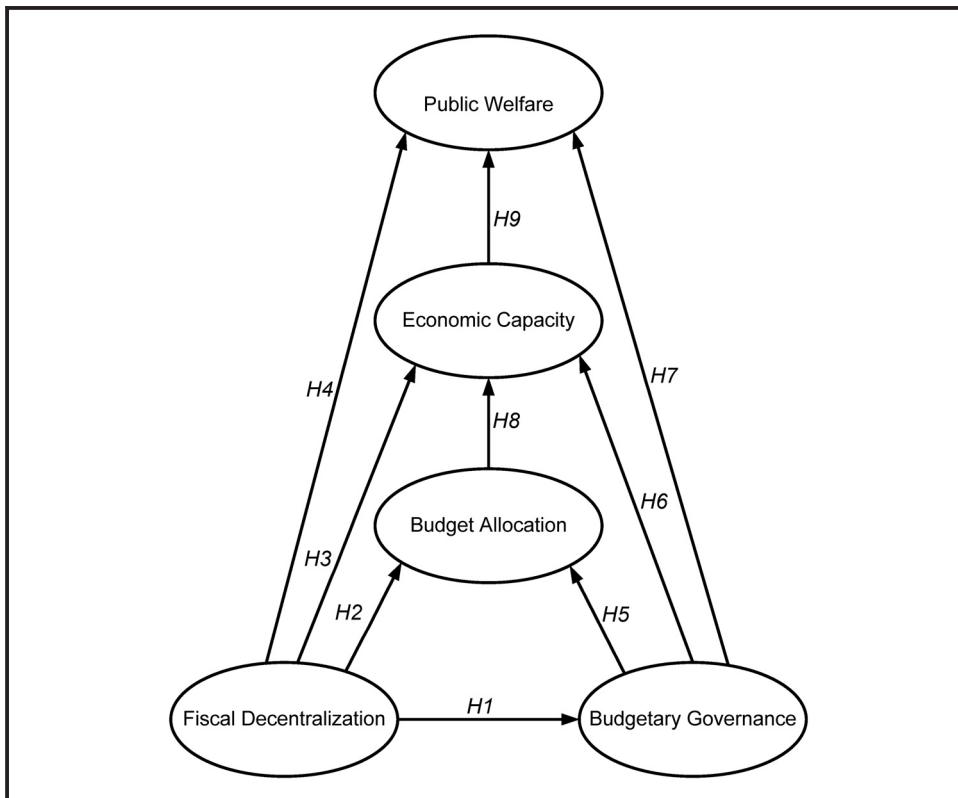 Public Welfare
H9
Economic Capacity
H4
H7
H8
H6
Budget Allocation
H3
H2
H5
Fiscal Decentralization
H1
Budgetary Governance